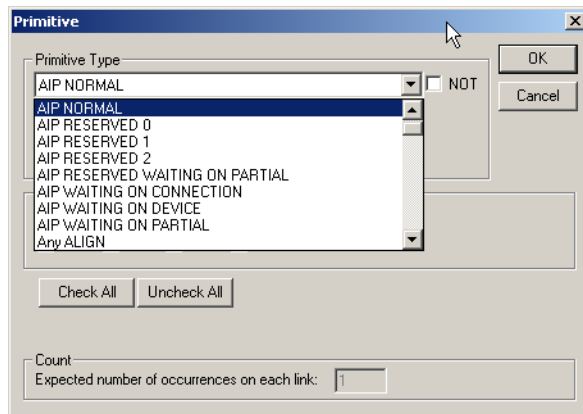 Primitive
Primitive Type
AIP NORMAL
NOT
OK
Cancel
AIP NORMAL
AIP RESERVED 0
AIP RESERVED 1
AIP RESERVED 2
AIP RESERVED WAITING ON PARTIAL
AIP WAITING ON CONNECTION
AIP WAITING ON DEVICE
AIP WAITING ON PARTIAL
Any ALIGN
Check All
Uncheck All
Count
Expected number of occurrences on each link:
1